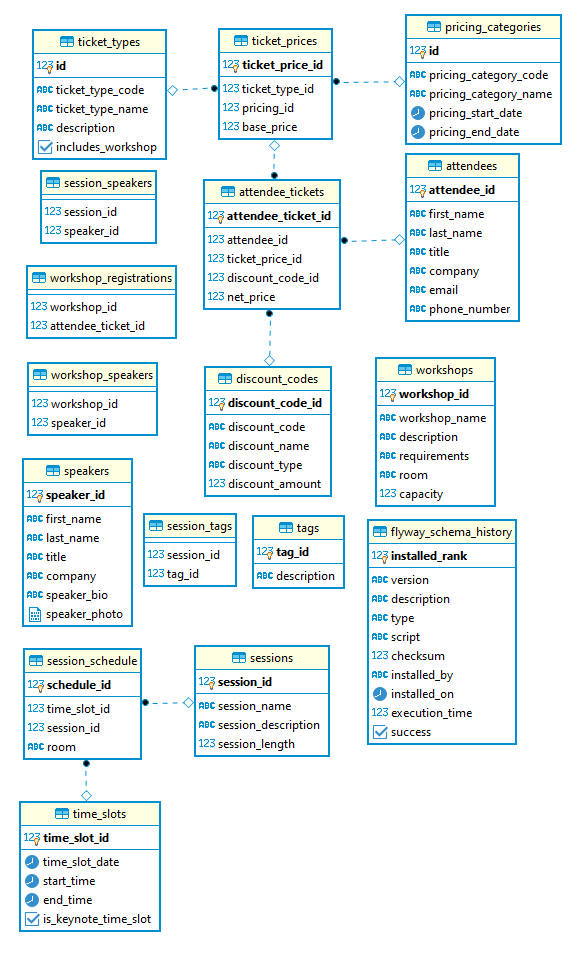 ticket_types
123 id
ABC ticket_type_code
ABC ticket_type_name
ABC description
includes_workshop
ticket_prices
123 ticket_price_id
123 ticket_type_id
123 pricing_id
123 base_price
pricing_categories
123 id
ABC pricing_category_code
ABC pricing_category_name
pricing_start_date
pricing_end_date
session_speakers
123 session_id
123 speaker_id
attendee_tickets
123 attendee_ticket_id
123 attendee_id
123 ticket_price_id
123 discount_code_id
123 net_price
attendees
123 attendee_id
ABC first_name
ABC last_name
ABC title
ABC company
ABC email
ABC phone_number
workshop_registrations
123 workshop_id
123 attendee_ticket_id
workshop_speakers
123 workshop_id
123 speaker_id
discount_codes
123 discount_code_id
ABC discount_code
ABC discount_name
ABC discount_type
123 discount_amount
workshops
123 workshop_id
ABC workshop_name
ABC description
ABC requirements
ABC room
123 capacity
speakers
123 speaker_id
ABC first_name
ABC last_name
ABC title
ABC company
ABC speaker_bio
speaker_photo
session_tags
123 session_id
123 tag_id
tags
123 tag_id
ABC description
flyway_schema_history
123 installed_rank
ABC version
ABC description
ABC type
ABC script
123 checksum
ABC installed_by
installed_on
123 execution_time
success
session_schedule
123 schedule_id
123 time_slot_id
123 session_id
ABC room
sessions
123 session_id
ABC session_name
ABC session_description
123 session_length
time_slots
123 time_slot_id
time_slot_date
start_time
end_time
is_keynote_time_slot